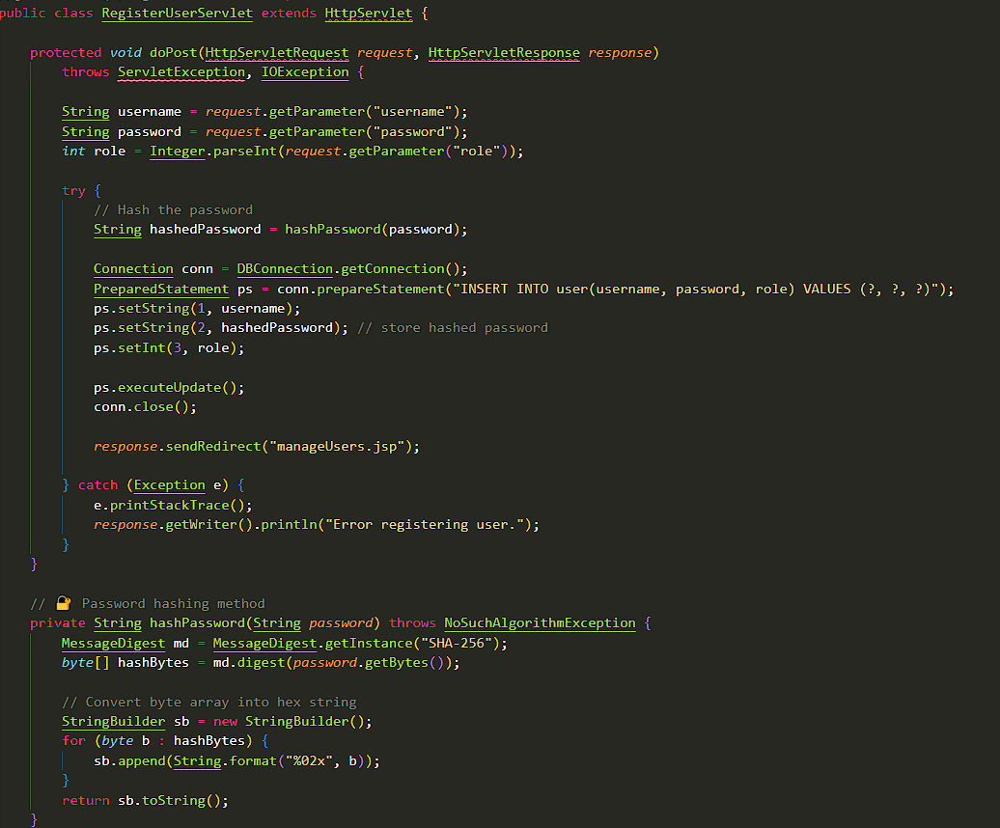 public class RegisterUserServlet extends HttpServlet {
protected void doPost(HttpServletRequest request, HttpServletResponse response)
throws ServletException, IOException {
String username = request.getParameter("username");
String password = request.getParameter("password");
int role = Integer.parseInt(request.getParameter("role"));
try {
// Hash the password
String hashedPassword = hashPassword(password);
Connection conn = DBConnection.getConnection();
PreparedStatement ps = conn.prepareStatement("INSERT INTO user(username, password, role) VALUES (?, ?, ?)");
ps.setString(1, username);
ps.setString(2, hashedPassword); // store hashed password
ps.setInt(3, role);
ps.executeUpdate();
conn.close();
response.sendRedirect("manageUsers.jsp");
} catch (Exception e) {
e.printStackTrace();
response.getWriter().println("Error registering user.");
}
}
// 🔐 Password hashing method
private String hashPassword(String password) throws NoSuchAlgorithmException {
MessageDigest md = MessageDigest.getInstance("SHA-256");
byte[] hashBytes = md.digest(password.getBytes());
// Convert byte array into hex string
StringBuilder sb = new StringBuilder();
for (byte b : hashBytes) {
sb.append(String.format("%02x", b));
}
return sb.toString();
}